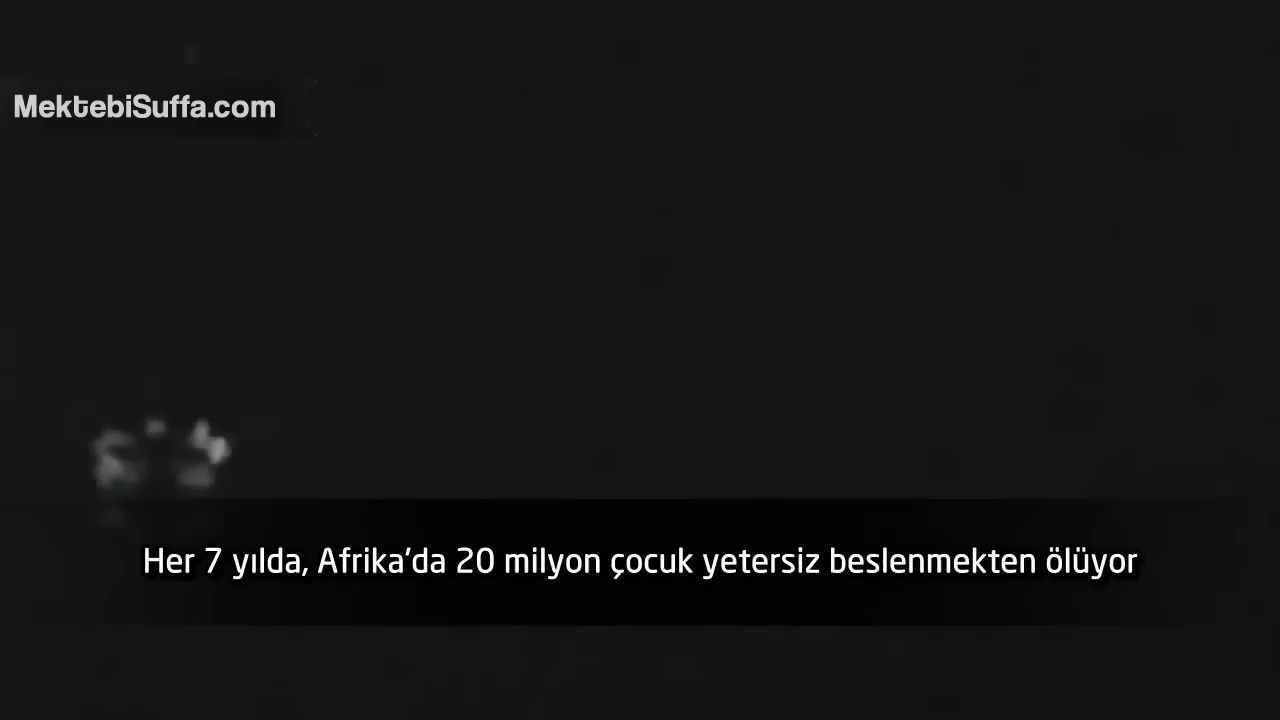 MektebiSuffa.com
Her 7 yılda, Afrika'da 20 milyon çocuk yetersiz beslenmekten ölüyor